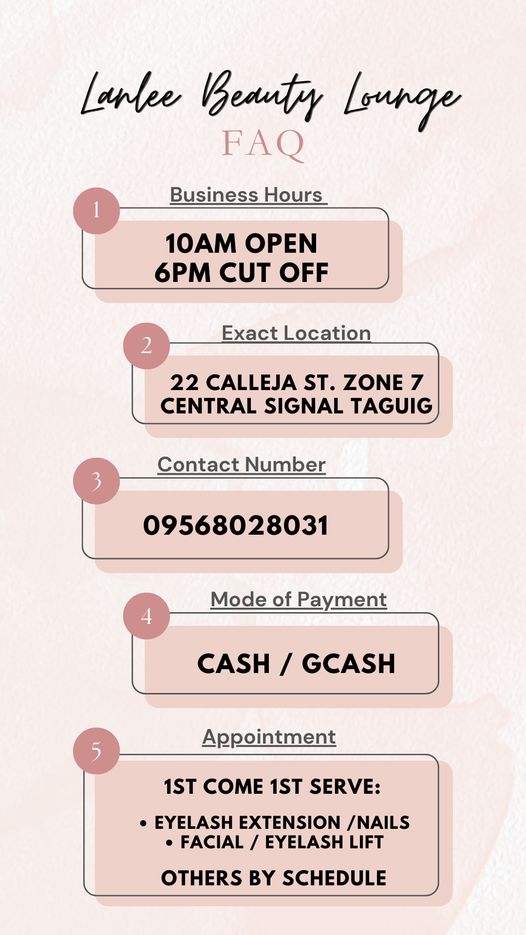 Lanlee Beauty Lounge
FAQ
Business Hours
1
10AM OPEN
6PM CUT OFF
Exact Location
2
22 CALLEJA ST. ZONE 7
CENTRAL SIGNAL TAGUIG
Contact Number
3
09568028031
Mode of Payment
4
CASH / GCASH
Appointment
5
1ST COME 1ST SERVE:
• EYELASH EXTENSION /NAILS
• FACIAL / EYELASH LIFT
OTHERS BY SCHEDULE